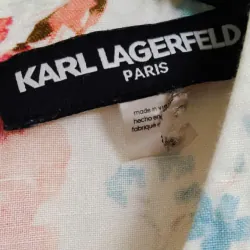 KARL LAGERFELD
PARIS
made in
hecho en
fabriqué